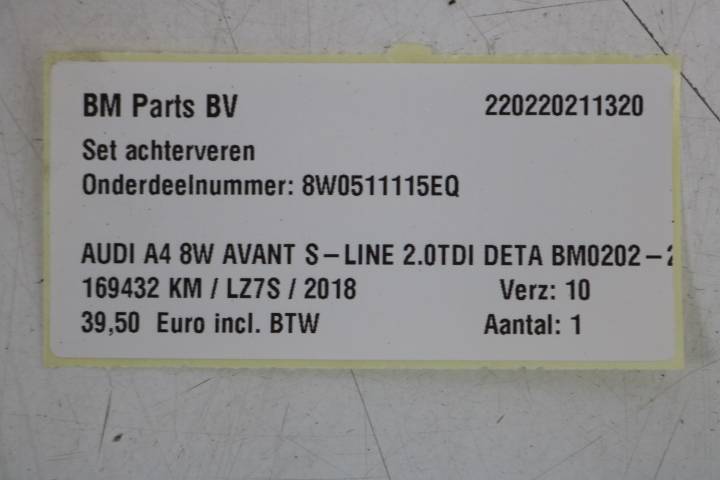 BM Parts BV 220220211320
Set achterveren
Onderdeelnummer: 8W0511115EQ
AUDI A4 8W AVANT S-LINE 2.0TDI DETA BM0202-
169432 KM / LZ7S / 2018 Verz: 10
39,50 Euro incl. BTW Aantal: 1